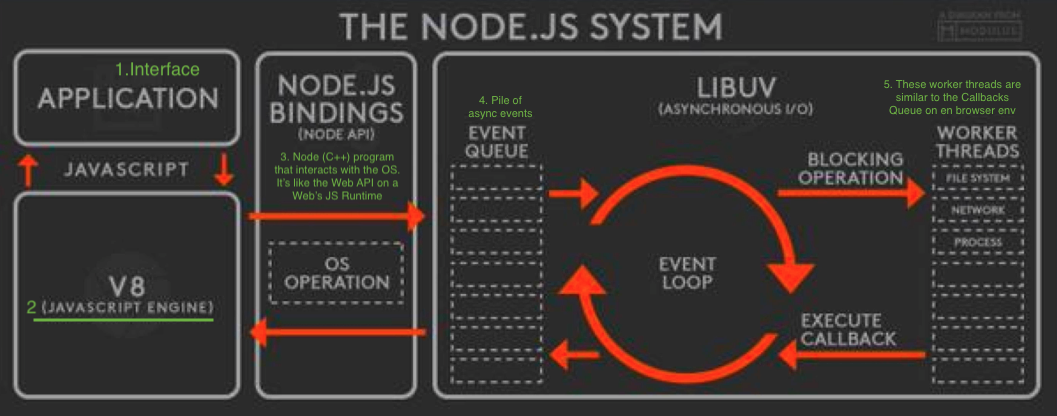 THE NODE.JS SYSTEM
A DIAGRAM FROM
MODULUS
1.Interface
APPLICATION
JAVASCRIPT
V8
2 (JAVASCRIPT ENGINE)
NODE.JS
BINDINGS
(NODE API)
3. Node (C++) program
that interacts with the OS.
It's like the Web API on a
Web's JS Runtime
OS
OPERATION
LIBUV
(ASYNCHRONOUS I/O)
4. Pile of
async events
EVENT
QUEUE
EVENT
LOOP
BLOCKING
OPERATION
EXECUTE
CALLBACK
5. These worker threads are
similar to the Callbacks
Queue on en browser env
WORKER
THREADS
FILE SYSTEM
NETWORK
PROCESS